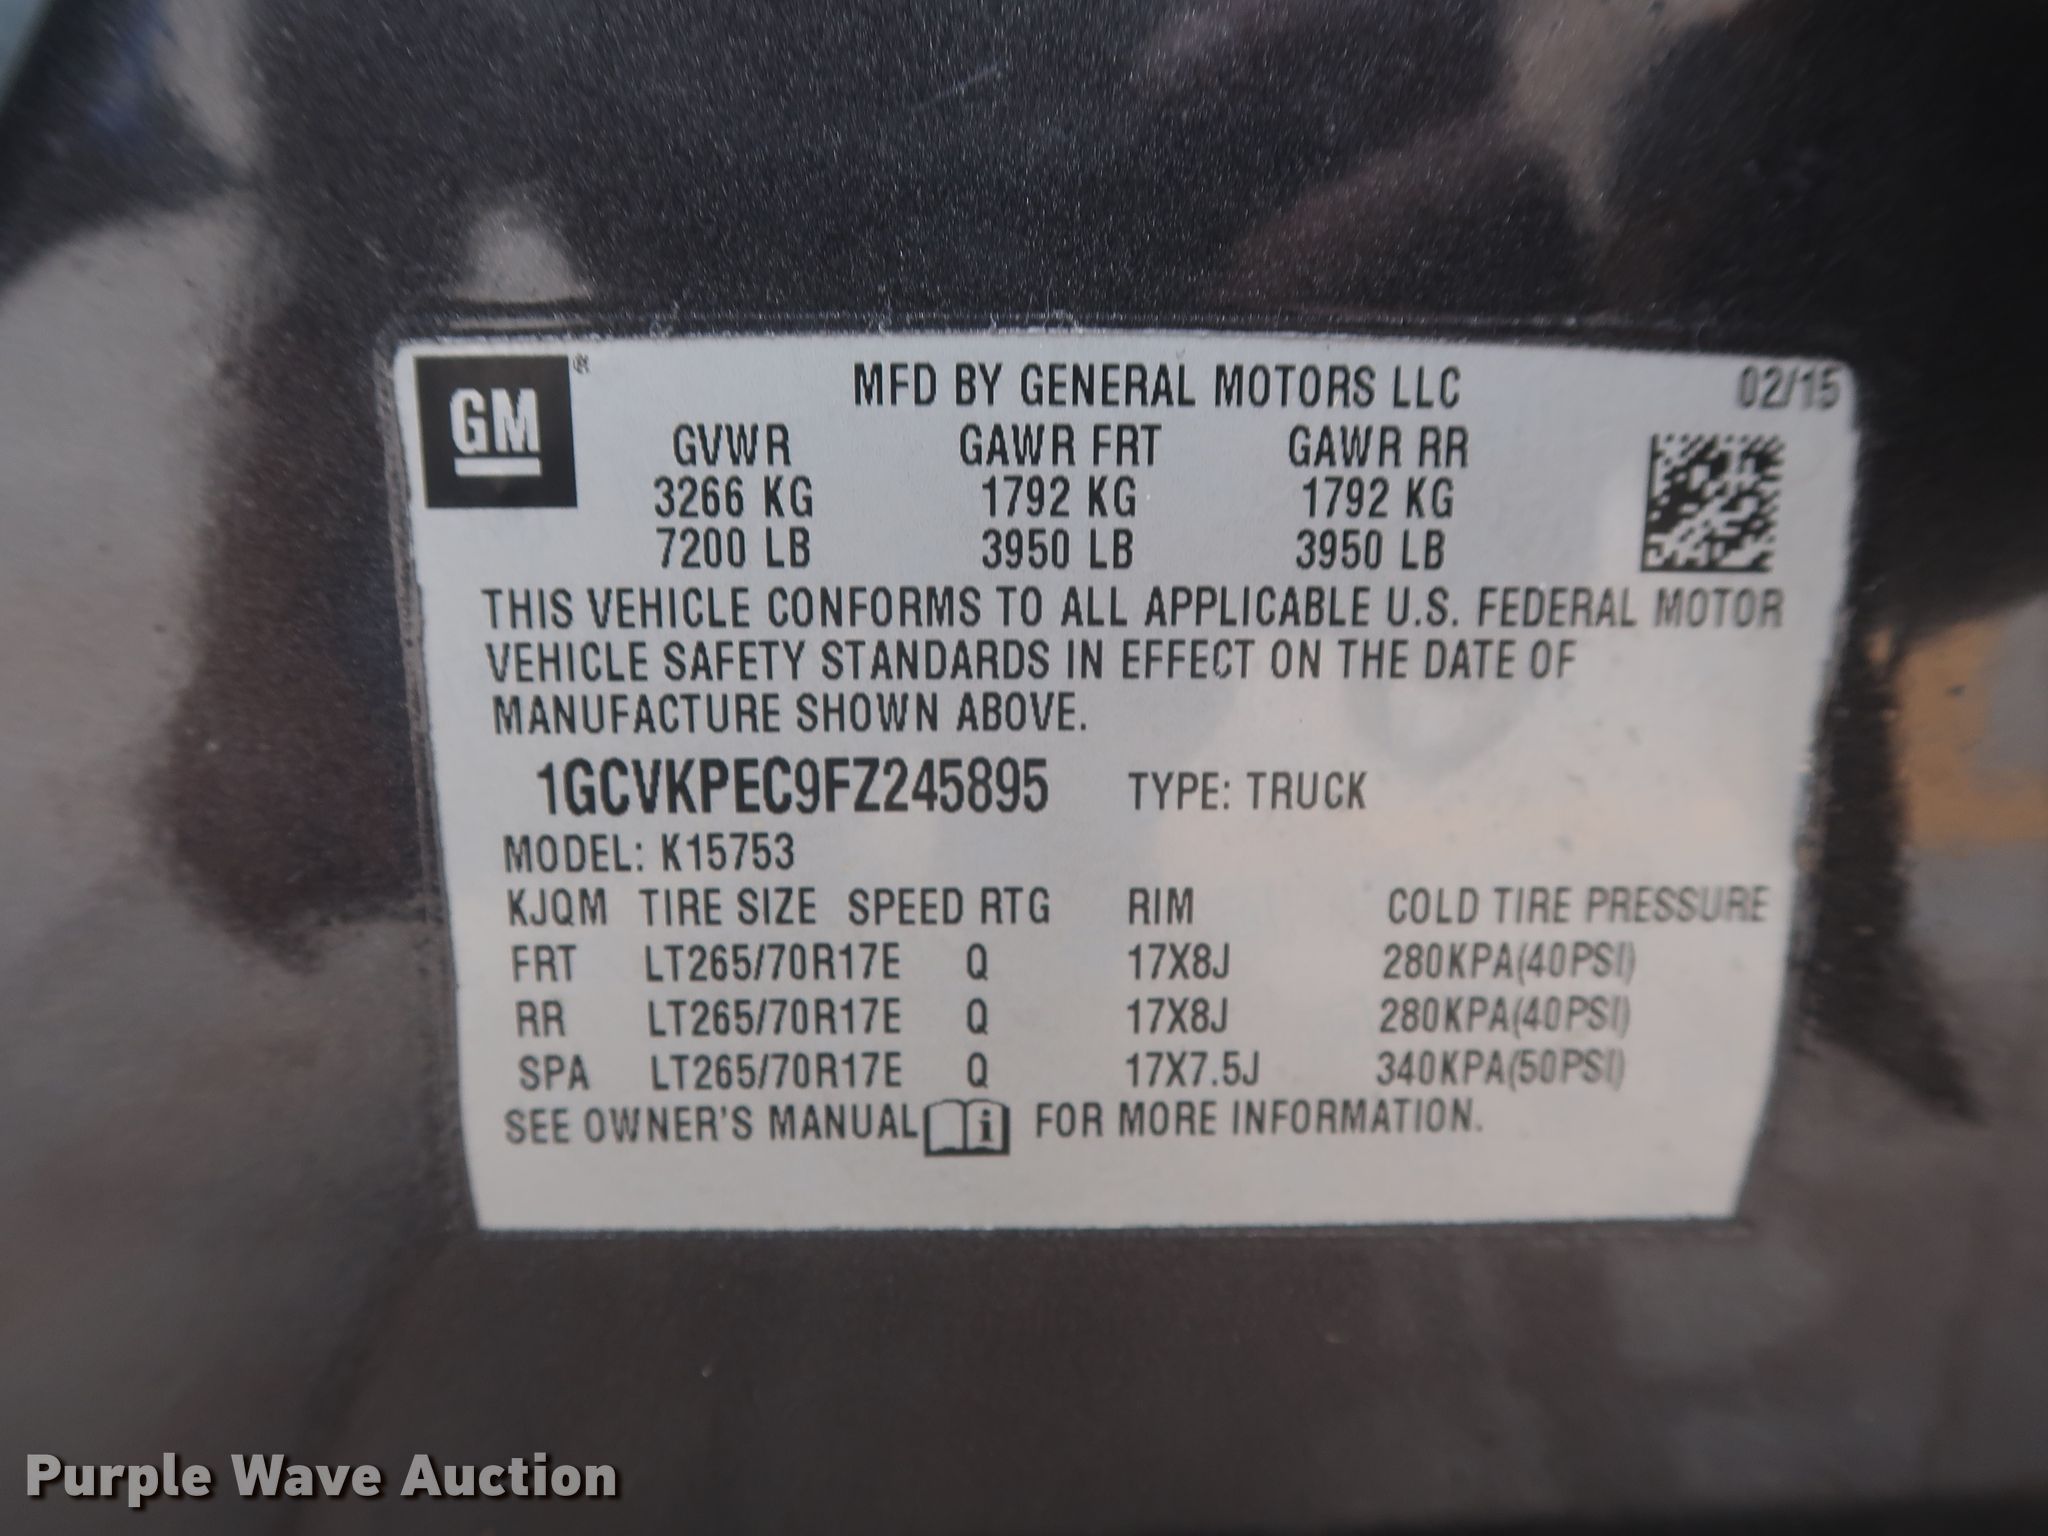 GM ® MFD BY GENERAL MOTORS LLC 02/15
GVWR GAWR FRT GAWR RR
3266 KG 1792 KG 1792 KG
7200 LB 3950 LB 3950 LB
THIS VEHICLE CONFORMS TO ALL APPLICABLE U.S. FEDERAL MOTOR
VEHICLE SAFETY STANDARDS IN EFFECT ON THE DATE OF
MANUFACTURE SHOWN ABOVE.
1GCVKPEC9FZ245895 TYPE: TRUCK
MODEL: K15753
KJQM TIRE SIZE SPEED RTG RIM COLD TIRE PRESSURE
FRT LT265/70R17E Q 17X8J 280KPA(40PSI)
RR LT265/70R17E Q 17X8J 280KPA(40PSI)
SPA LT265/70R17E Q 17X7.5J 340KPA(50PSI)
SEE OWNER'S MANUAL i FOR MORE INFORMATION.
Purple Wave Auction